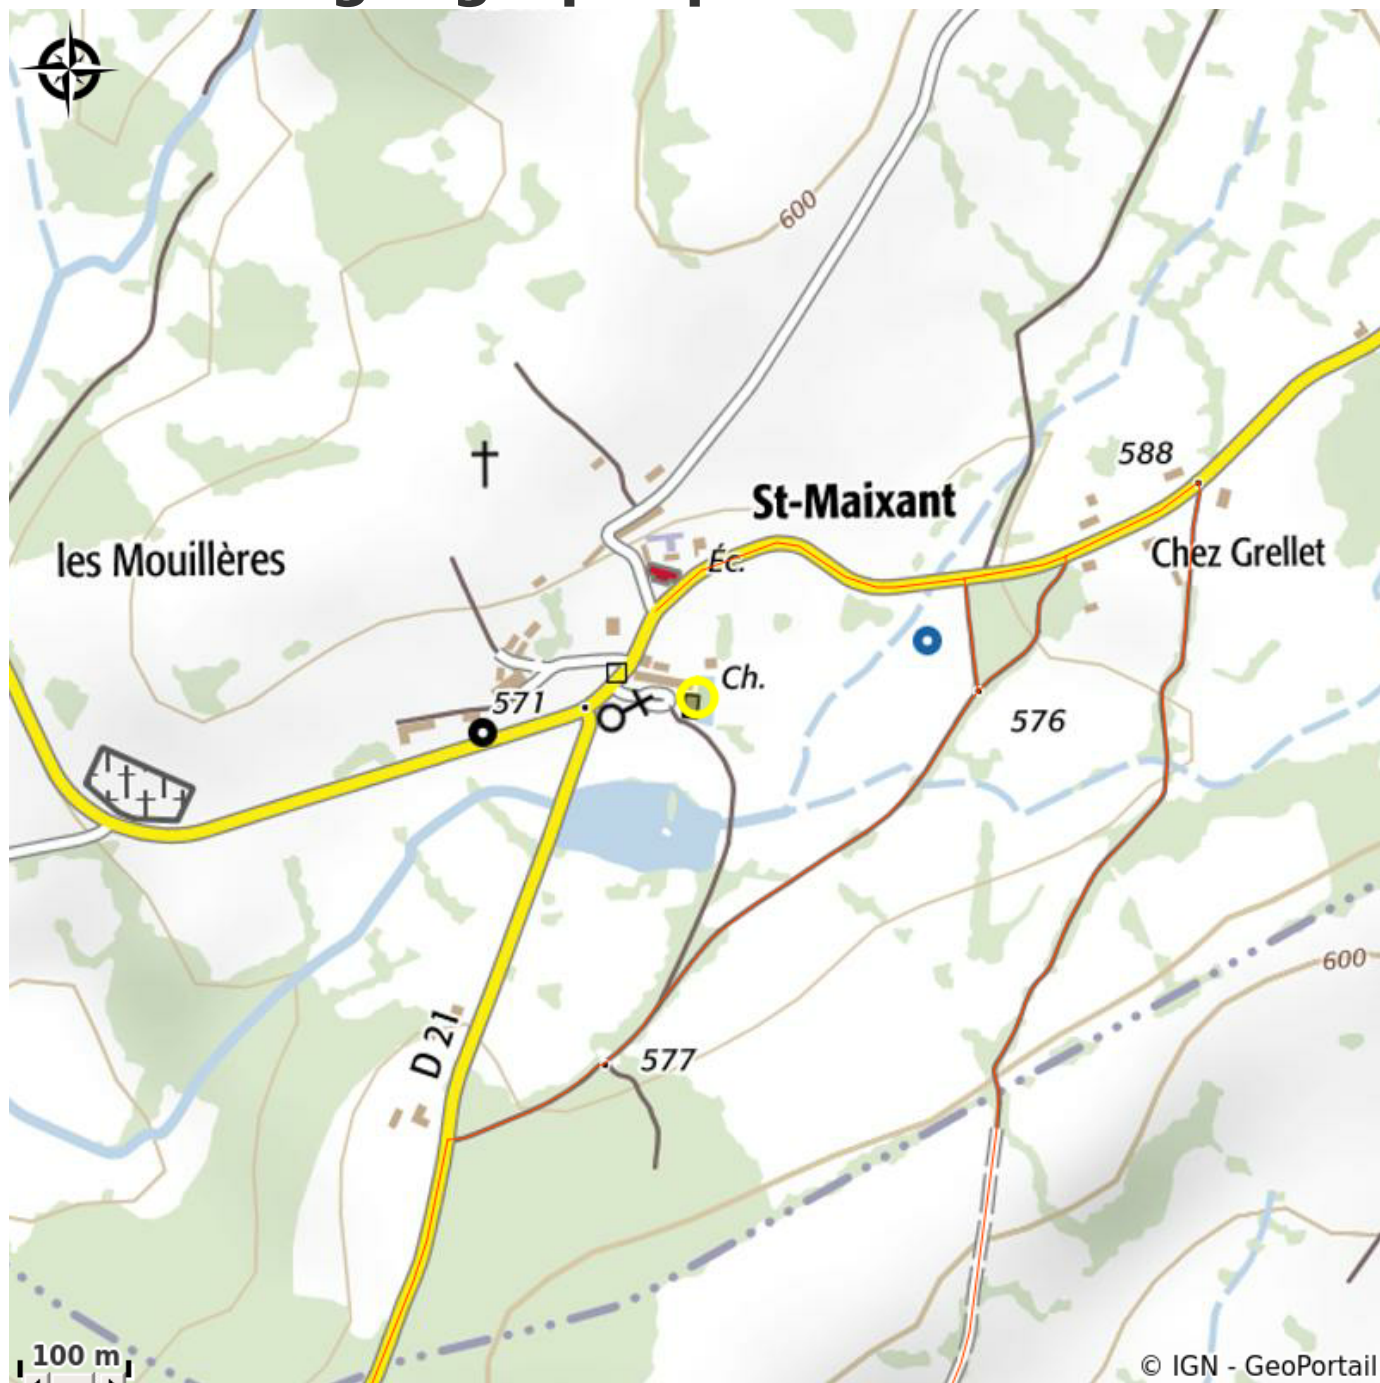 600
588
St-Maixant
Chez Grellet
les Mouillères
Éc.
Ch.
571
576
600
D 21
577
100 m
© IGN - GeoPortail